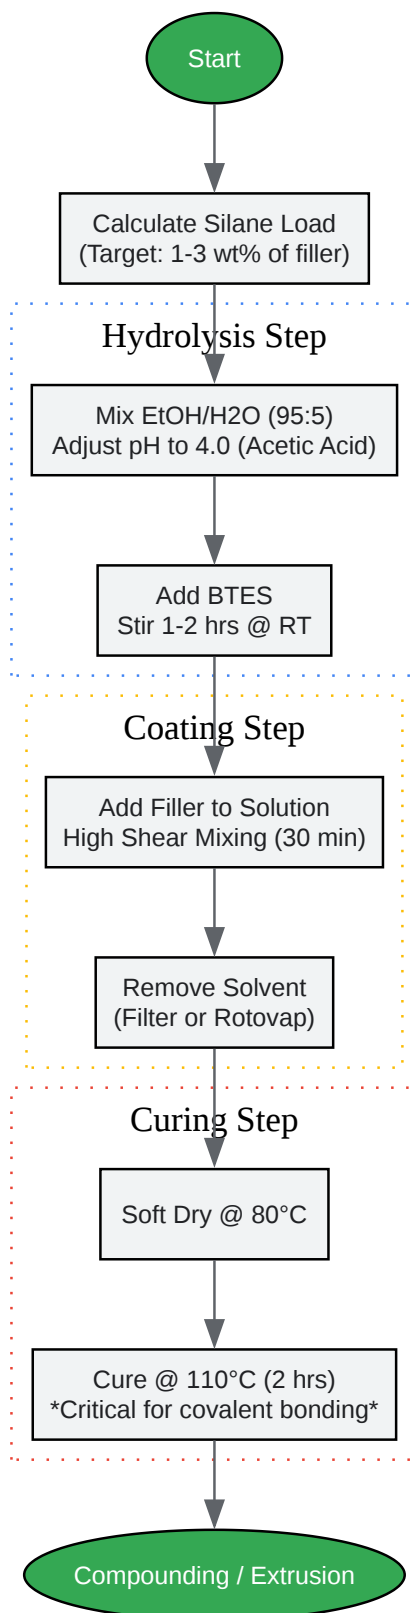 Start
Calculate Silane Load
(Target: 1-3 wt% of filler)
Hydrolysis Step
Mix EtOH/H2O (95:5)
Adjust pH to 4.0 (Acetic Acid)
Add BTES
Stir 1-2 hrs @ RT
Coating Step
Add Filler to Solution
High Shear Mixing (30 min)
Remove Solvent
(Filter or Rotovap)
Curing Step
Soft Dry @ 80°C
Cure @ 110°C (2 hrs)
*Critical for covalent bonding*
Compounding / Extrusion